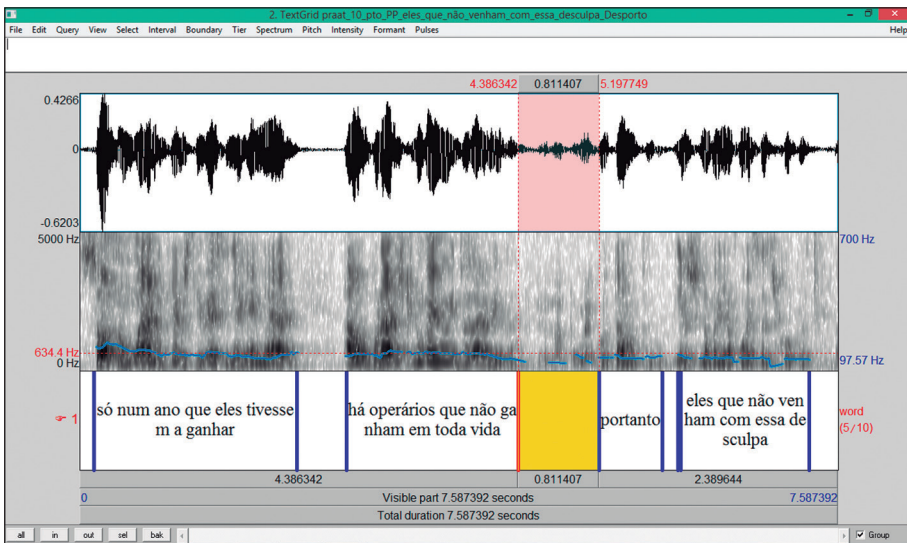 2. TextGrid praat_10_pto_PP_eles_que_não_venham_com_essa_desculpa_Desporto
File Edit Query View Select Interval Boundary Tier Spectrum Pitch Intensity Formant Pulses Help
4.386342 0.811407 5.197749
0.4266
0
-0.6203
5000 Hz 700 Hz
634.4 Hz
0 Hz 97.57 Hz
só num ano que eles tivesse
m a ganhar
há operários que não ga
nham em toda vida
portanto
eles que não ven
ham com essa de
sculpa
1
word
(5/10)
4.386342 0.811407 2.389644
0 Visible part 7.587392 seconds 7.587392
Total duration 7.587392 seconds
all in out sel bak Group